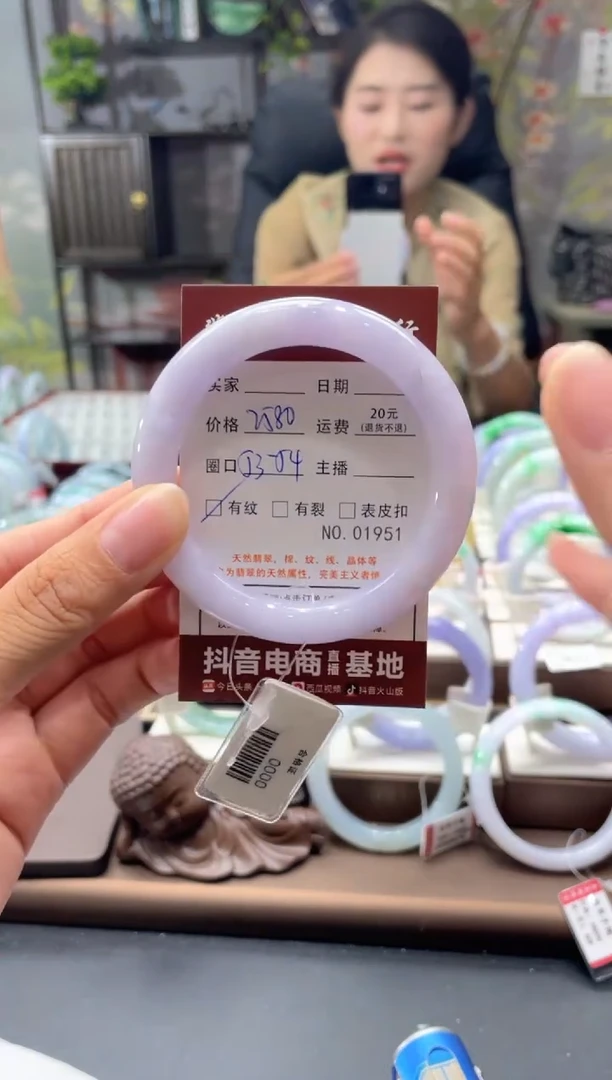 买家 日期
价格 2580 运费 20元 (退货不退)
圈口 53-54 主播
有纹 有裂 表皮扣
NO.01951
天然翡翠，棉、纹、线、晶体等
为翡翠的天然属性，完美主义者慎
抖音电商直播基地
今日头条 西瓜视频 抖音火山版
合格证
0000